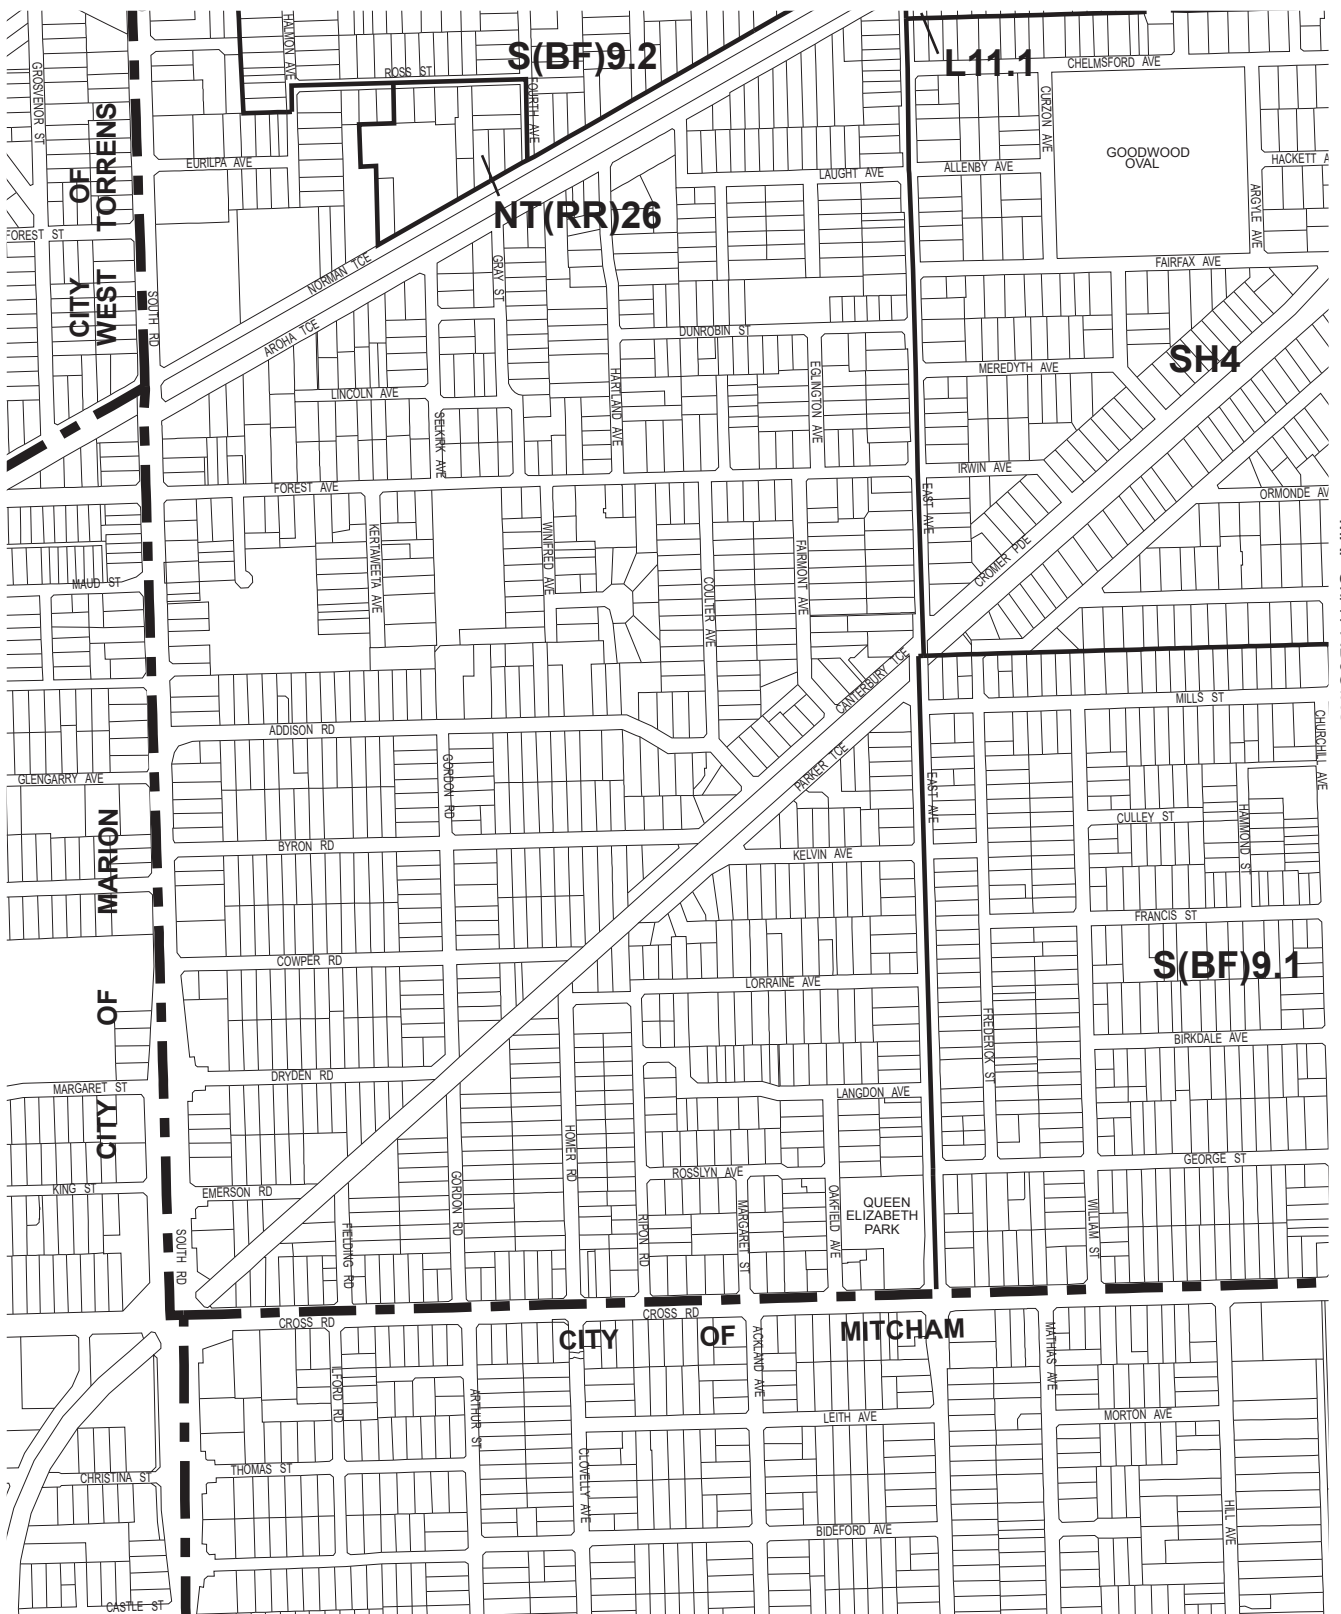 S(BF)9.2
L11.1
CHELMSFORD AVE
HALMON AVE
ROSS ST
FOURTH AVE
GROSVENOR ST
CURZON AVE
GOODWOOD
OVAL
HACKETT A
EURILPA AVE
LAUGHT AVE
ALLENBY AVE
ARGYLE AVE
CITY OF
WEST TORRENS
NT(RR)26
FOREST ST
NORMAN TCE
GRAY ST
FAIRFAX AVE
SOUTH RD
AROHA TCE
DUNROBIN ST
SH4
LINCOLN AVE
HARTLAND AVE
EGLINGTON AVE
MEREDYTH AVE
SELKIRK AVE
IRWIN AVE
FOREST AVE
EAST AVE
ORMONDE AV
KERTAWEETA AVE
WINIFRED AVE
FAIRMONT AVE
CROMER PDE
MAUD ST
COULTER AVE
CANTERBURY TCE
MILLS ST
ADDISON RD
CHURCHILL AVE
GLENGARRY AVE
GORDON RD
PARKER TCE
EAST AVE
CULLEY ST
HAMMOND ST
BYRON RD
KELVIN AVE
FRANCIS ST
COWPER RD
LORRAINE AVE
S(BF)9.1
CITY OF MARION
FREDERICK ST
BIRKDALE AVE
DRYDEN RD
MARGARET ST
LANGDON AVE
HOMER RD
ROSSLYN AVE
GEORGE ST
KING ST
EMERSON RD
GORDON RD
OAKFIELD AVE
QUEEN
ELIZABETH
PARK
SOUTH RD
FIELDING RD
RIPON RD
MARGARET ST
WILLIAM ST
CROSS RD
CROSS RD
CITY OF MITCHAM
ACKLAND AVE
MATHIAS AVE
ILFORD RD
ARTHUR ST
LEITH AVE
MORTON AVE
CHRISTINA ST
THOMAS ST
CLOVELLY AVE
HILL AVE
BIDEFORD AVE
CASTLE ST